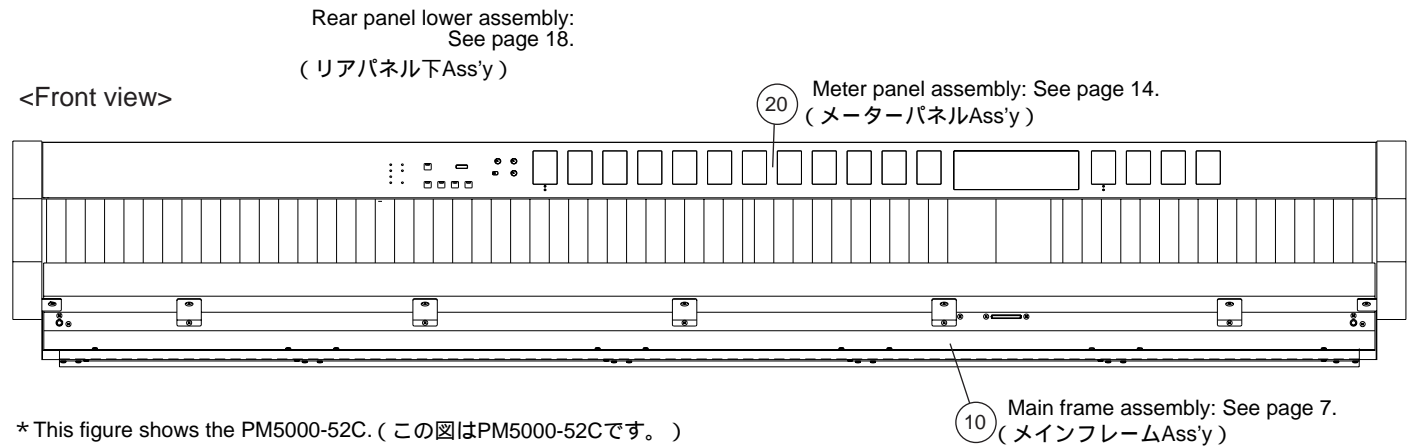 Rear panel lower assembly:
See page 18.
(リアパネル下Ass'y)
<Front view>
20
Meter panel assembly: See page 14.
(メーターパネルAss'y)
10
Main frame assembly: See page 7.
(メインフレームAss'y)
* This figure shows the PM5000-52C. (この図はPM5000-52Cです。)